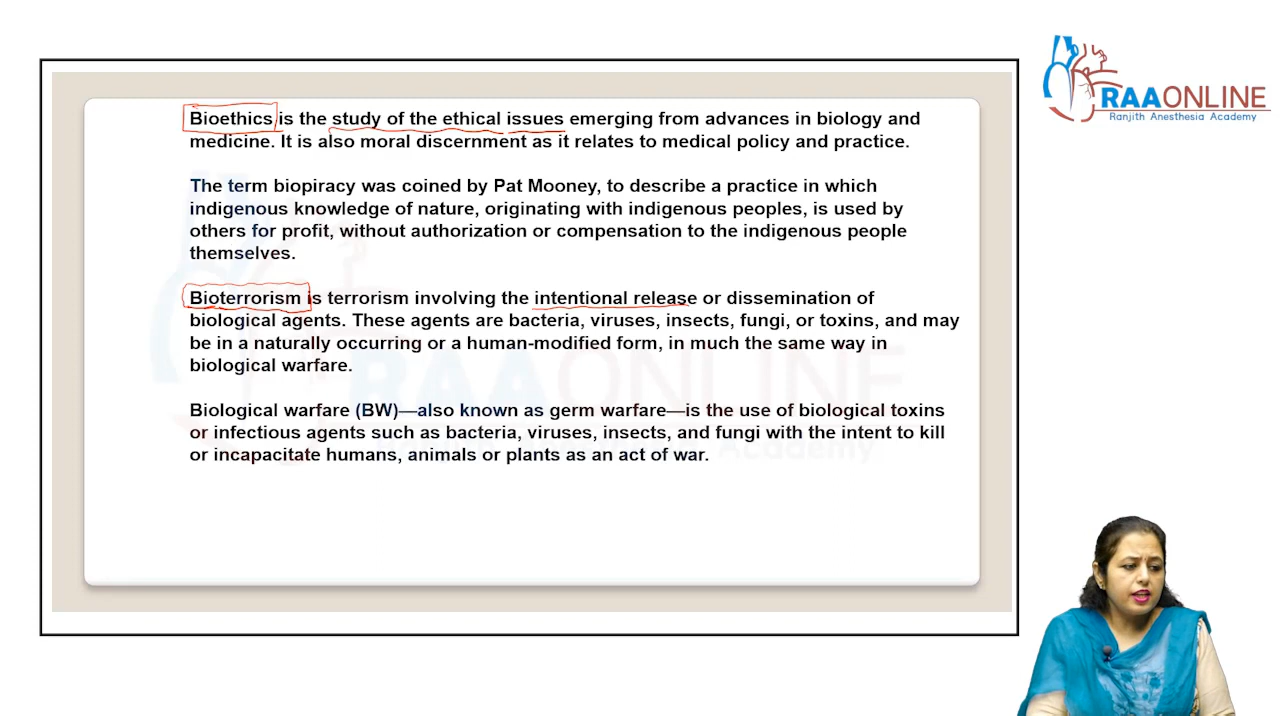 Bioethics is the study of the ethical issues emerging from advances in biology and
medicine. It is also moral discernment as it relates to medical policy and practice.
The term biopiracy was coined by Pat Mooney, to describe a practice in which
indigenous knowledge of nature, originating with indigenous peoples, is used by
others for profit, without authorization or compensation to the indigenous people
themselves.
Bioterrorism is terrorism involving the intentional release or dissemination of
biological agents. These agents are bacteria, viruses, insects, fungi, or toxins, and may
be in a naturally occurring or a human-modified form, in much the same way in
biological warfare.
Biological warfare (BW)—also known as germ warfare—is the use of biological toxins
or infectious agents such as bacteria, viruses, insects, and fungi with the intent to kill
or incapacitate humans, animals or plants as an act of war.
RAAONLINE
Ranjith Anesthesia Academy
RAAONLINE
Ranjith Anesthesia Academy